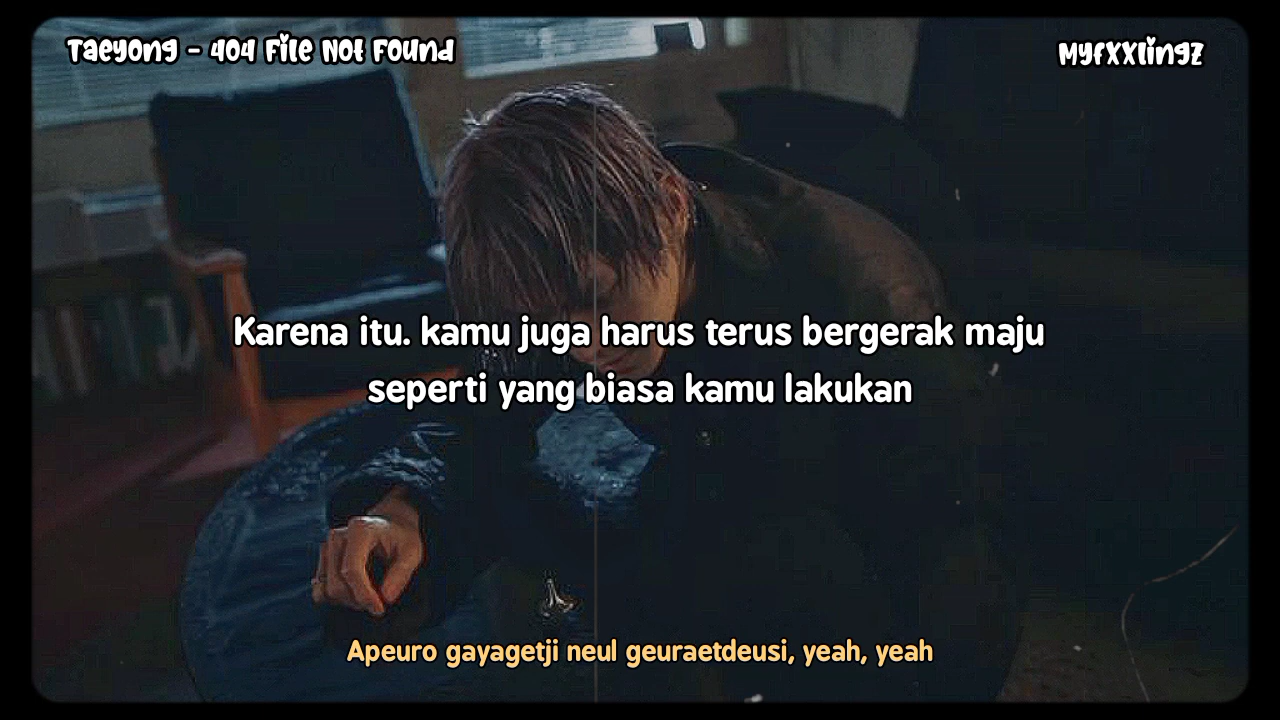 Taeyong - 404 File Not Found
MyfXXlingz
Karena itu. kamu juga harus terus bergerak maju
seperti yang biasa kamu lakukan
Apeuro gayagetji neul geuraetdeusi, yeah, yeah